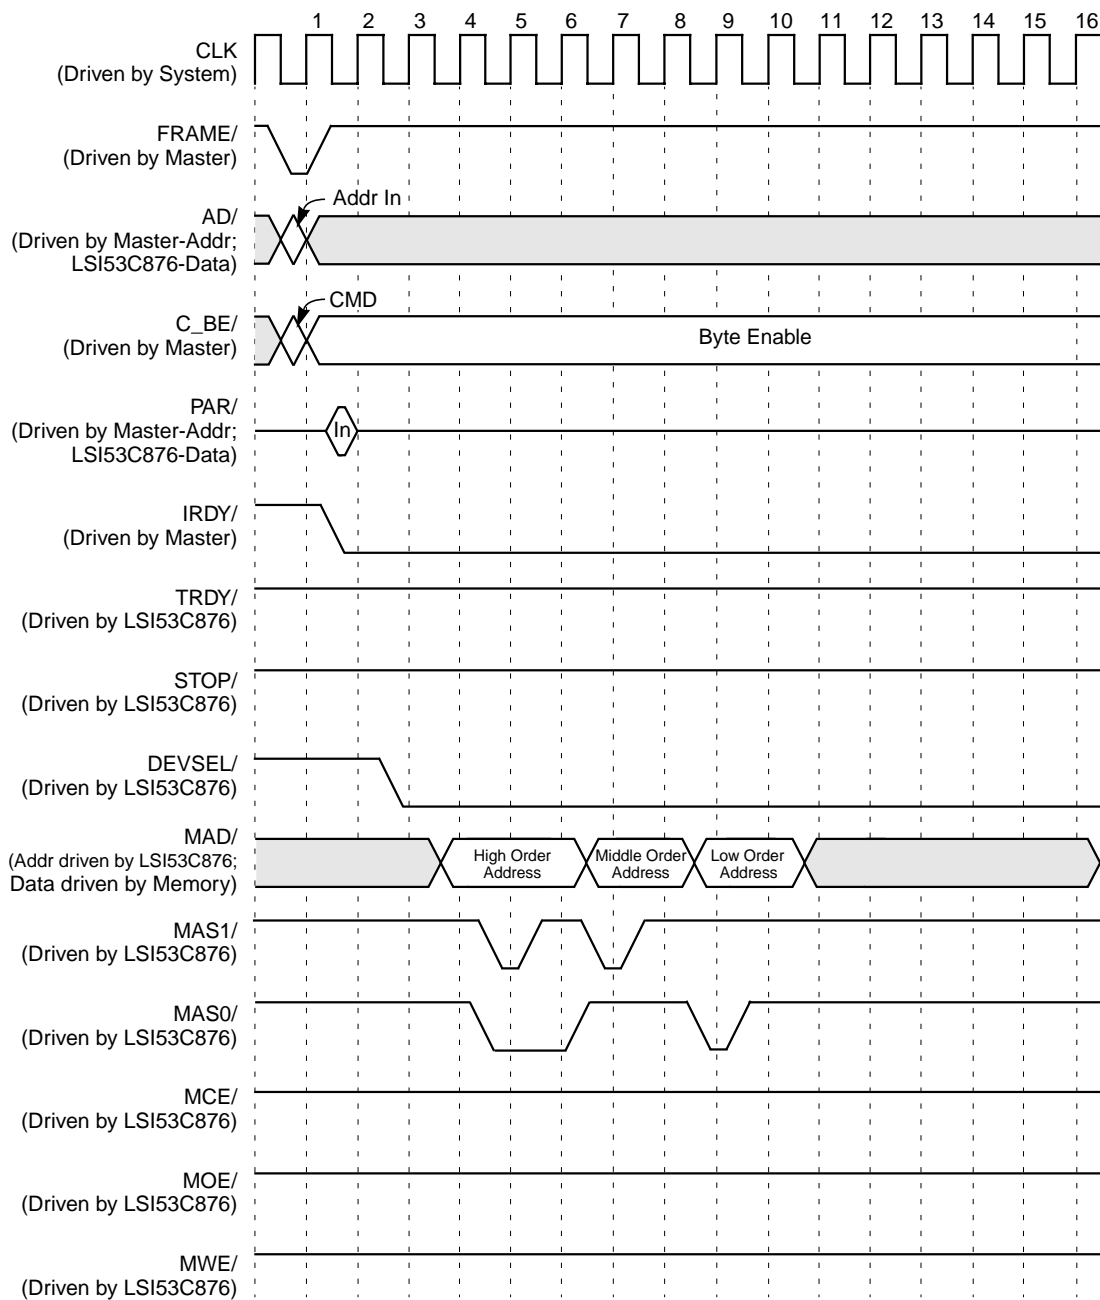 1 2 3 4 5 6 7 8 9 10 11 12 13 14 15 16
CLK
(Driven by System)
FRAME/
(Driven by Master)
Addr In
AD/
(Driven by Master-Addr;
LSI53C876-Data)
CMD
C_BE/
(Driven by Master)
Byte Enable
PAR/
(Driven by Master-Addr;
LSI53C876-Data)
In
IRDY/
(Driven by Master)
TRDY/
(Driven by LSI53C876)
STOP/
(Driven by LSI53C876)
DEVSEL/
(Driven by LSI53C876)
MAD/
(Addr driven by LSI53C876;
Data driven by Memory)
High Order
Address
Middle Order
Address
Low Order
Address
MAS1/
(Driven by LSI53C876)
MAS0/
(Driven by LSI53C876)
MCE/
(Driven by LSI53C876)
MOE/
(Driven by LSI53C876)
MWE/
(Driven by LSI53C876)